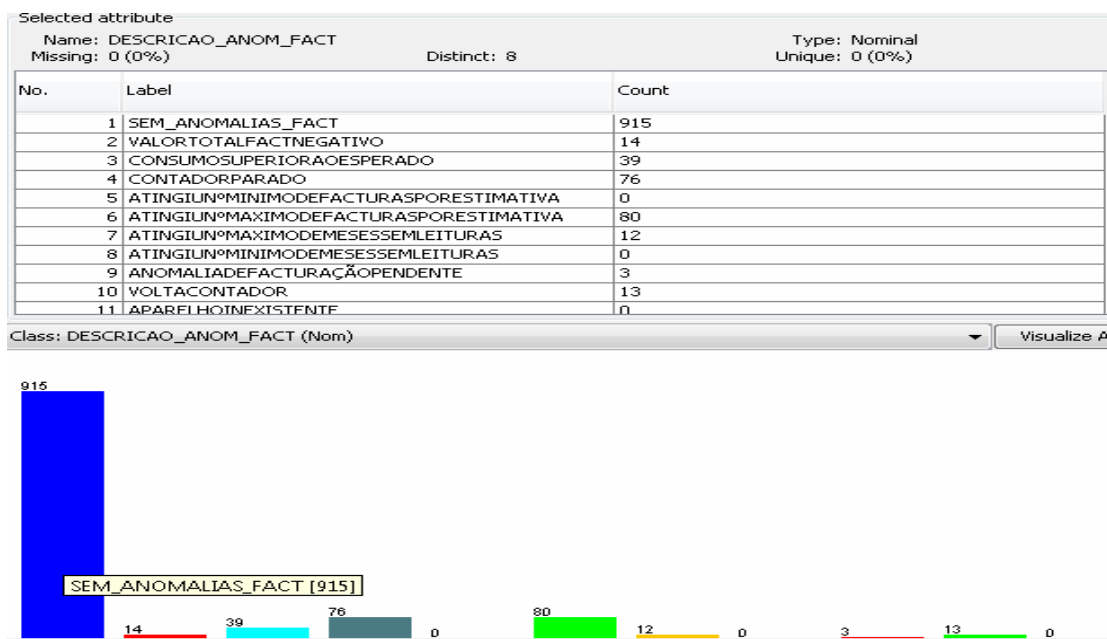 Selected attribute
Name: DESCRICAO_ANOM_FACT Type: Nominal
Missing: 0 (0%) Distinct: 8 Unique: 0 (0%)
No. Label Count
1 SEM_ANOMALIAS_FACT 915
2 VALORTOTALFACTNEGATIVO 14
3 CONSUMOSUPERIORAOESPERADO 39
4 CONTADORPARADO 76
5 ATINGIUNºMINIMODEFACTURASPORESTIMATIVA 0
6 ATINGIUNºMAXIMODEFACTURASPORESTIMATIVA 80
7 ATINGIUNºMAXIMODEMESESSEMLEITURAS 12
8 ATINGIUNºMINIMODEMESESSEMLEITURAS 0
9 ANOMALIADEFACTURAÇÃOPENDENTE 3
10 VOLTACONTADOR 13
11 APARELHOINEXISTENTE 0
Class: DESCRICAO_ANOM_FACT (Nom) Visualize A
915
SEM_ANOMALIAS_FACT [915]
14 39 76 0 80 12 0 3 13 0